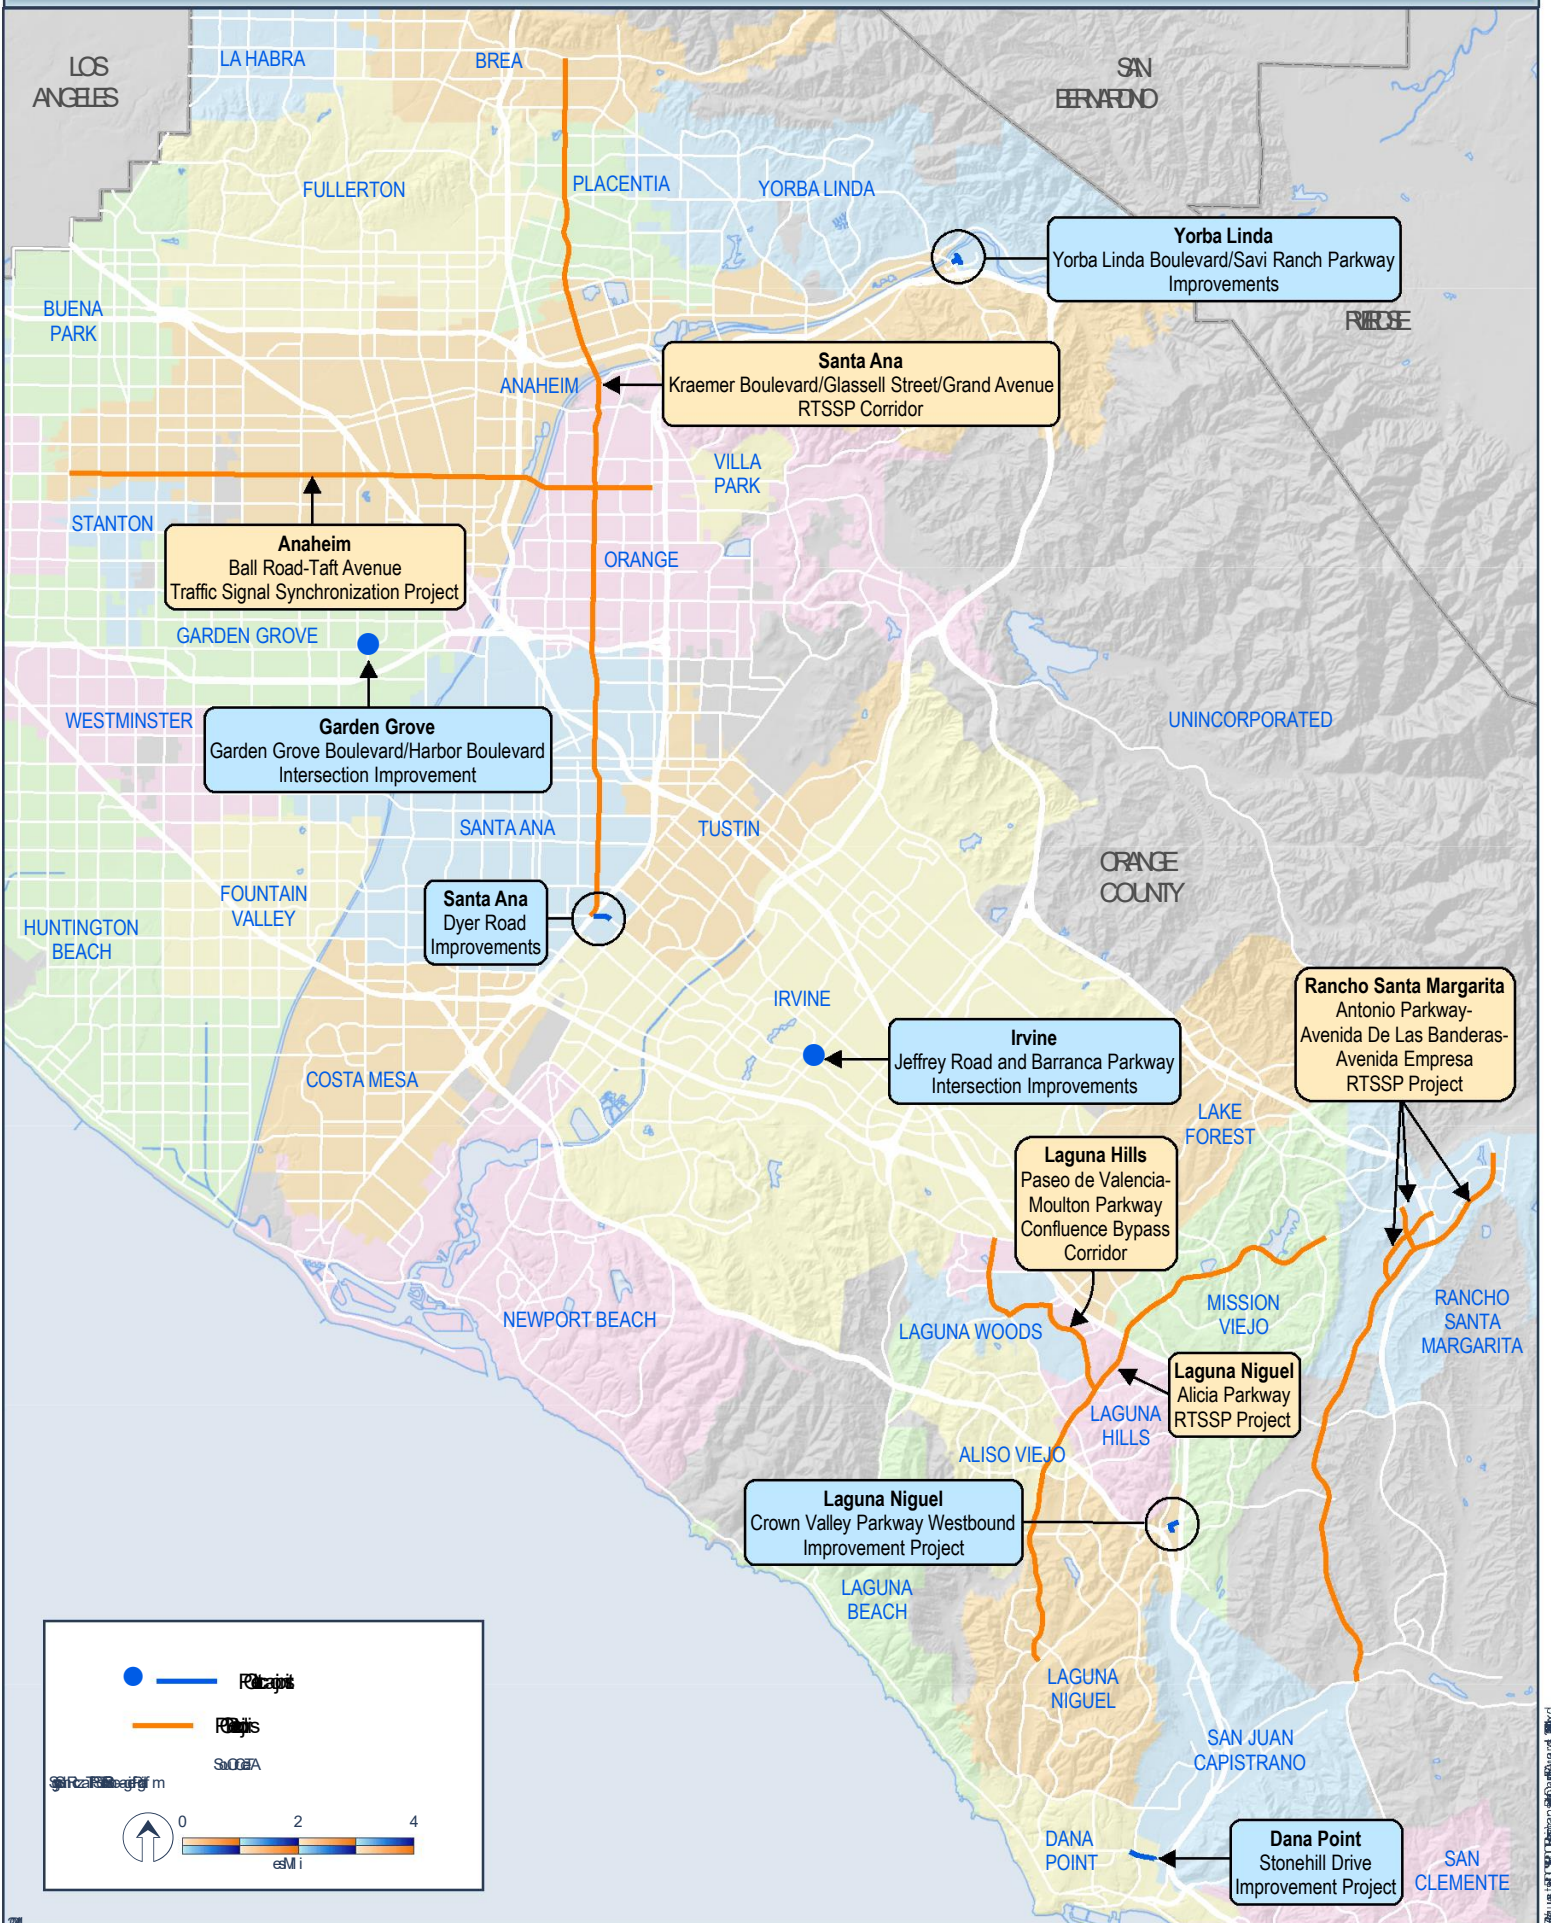 LOS
ANGELES
LA HABRA
BREA
SAN
BERNARDINO
FULLERTON
PLACENTIA
YORBA LINDA
Yorba Linda
Yorba Linda Boulevard/Savi Ranch Parkway
Improvements
BUENA
PARK
ANAHEIM
Santa Ana
Kraemer Boulevard/Glassell Street/Grand Avenue
RTSSP Corridor
VILLA
PARK
STANTON
Anaheim
Ball Road-Taft Avenue
Traffic Signal Synchronization Project
ORANGE
GARDEN GROVE
WESTMINSTER
Garden Grove
Garden Grove Boulevard/Harbor Boulevard
Intersection Improvement
UNINCORPORATED
SANTA ANA
TUSTIN
ORANGE
COUNTY
FOUNTAIN
VALLEY
Santa Ana
Dyer Road
Improvements
HUNTINGTON
BEACH
IRVINE
Rancho Santa Margarita
Antonio Parkway-
Avenida De Las Banderas-
Avenida Empresa
RTSSP Project
Irvine
Jeffrey Road and Barranca Parkway
Intersection Improvements
COSTA MESA
LAKE
FOREST
Laguna Hills
Paseo de Valencia-
Moulton Parkway
Confluence Bypass
Corridor
NEWPORT BEACH
LAGUNA WOODS
MISSION
VIEJO
RANCHO
SANTA
MARGARITA
Laguna Niguel
Alicia Parkway
RTSSP Project
LAGUNA
HILLS
ALISO VIEJO
Laguna Niguel
Crown Valley Parkway Westbound
Improvement Project
LAGUNA
BEACH
LAGUNA
NIGUEL
SAN JUAN
CAPISTRANO
0 2 4
DANA
POINT
Dana Point
Stonehill Drive
Improvement Project
SAN
CLEMENTE